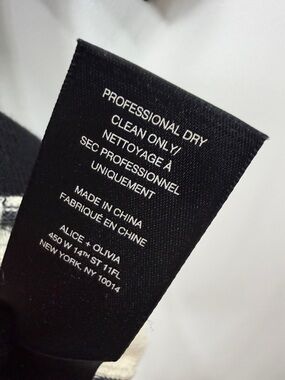 PROFESSIONAL DRY
CLEAN ONLY/
NETTOYAGE À
SEC PROFESSIONNEL
UNIQUEMENT
MADE IN CHINA
FABRIQUÉ EN CHINE
ALICE + OLIVIA
450 W 14TH ST 11FL
NEW YORK, NY 10014